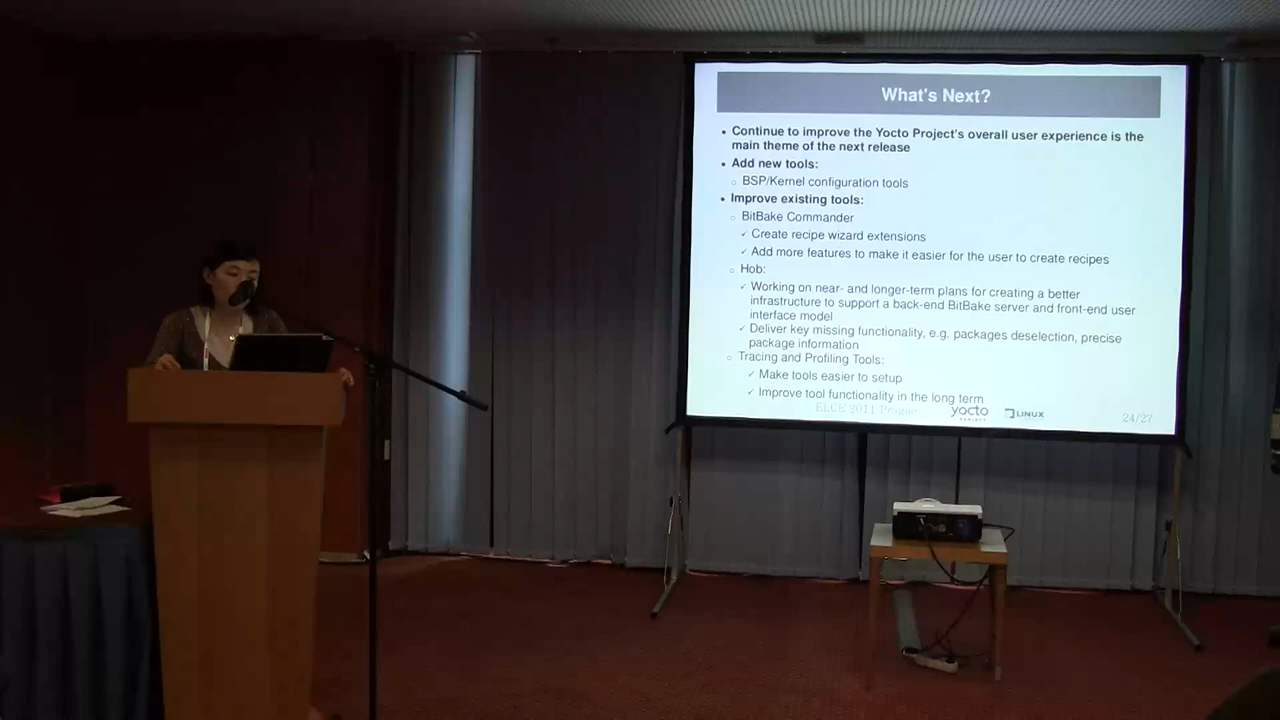 What's Next?
• Continue to improve the Yocto Project's overall user experience is the
main theme of the next release
• Add new tools:
○ BSP/Kernel configuration tools
• Improve existing tools:
○ BitBake Commander
✓ Create recipe wizard extensions
✓ Add more features to make it easier for the user to create recipes
○ Hob:
✓ Working on near- and longer-term plans for creating a better
infrastructure to support a back-end BitBake server and front-end user
interface model
✓ Deliver key missing functionality, e.g. packages deselection, precise
package information
○ Tracing and Profiling Tools:
✓ Make tools easier to setup
✓ Improve tool functionality in the long term
ELCE 2011 Prague
yocto
PROJECT
LINUX
24/27